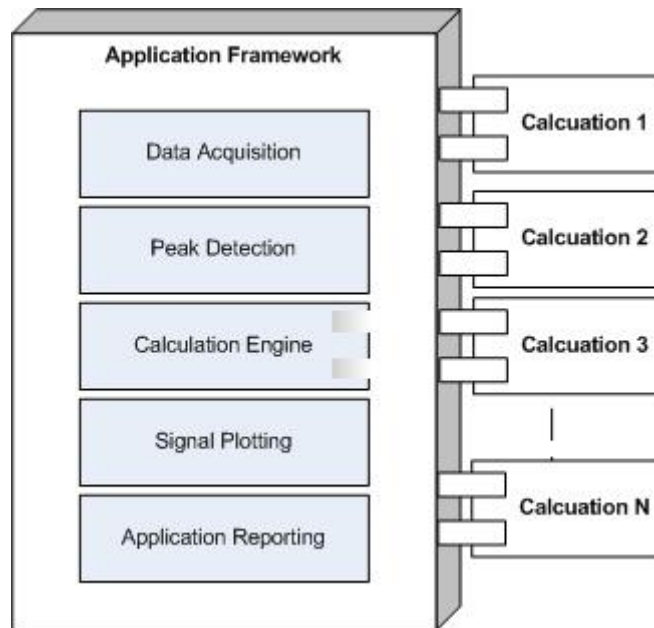 Application Framework
Data Acquisition
Peak Detection
Calculation Engine
Signal Plotting
Application Reporting
Calcuation 1
Calcuation 2
Calcuation 3
Calcuation N